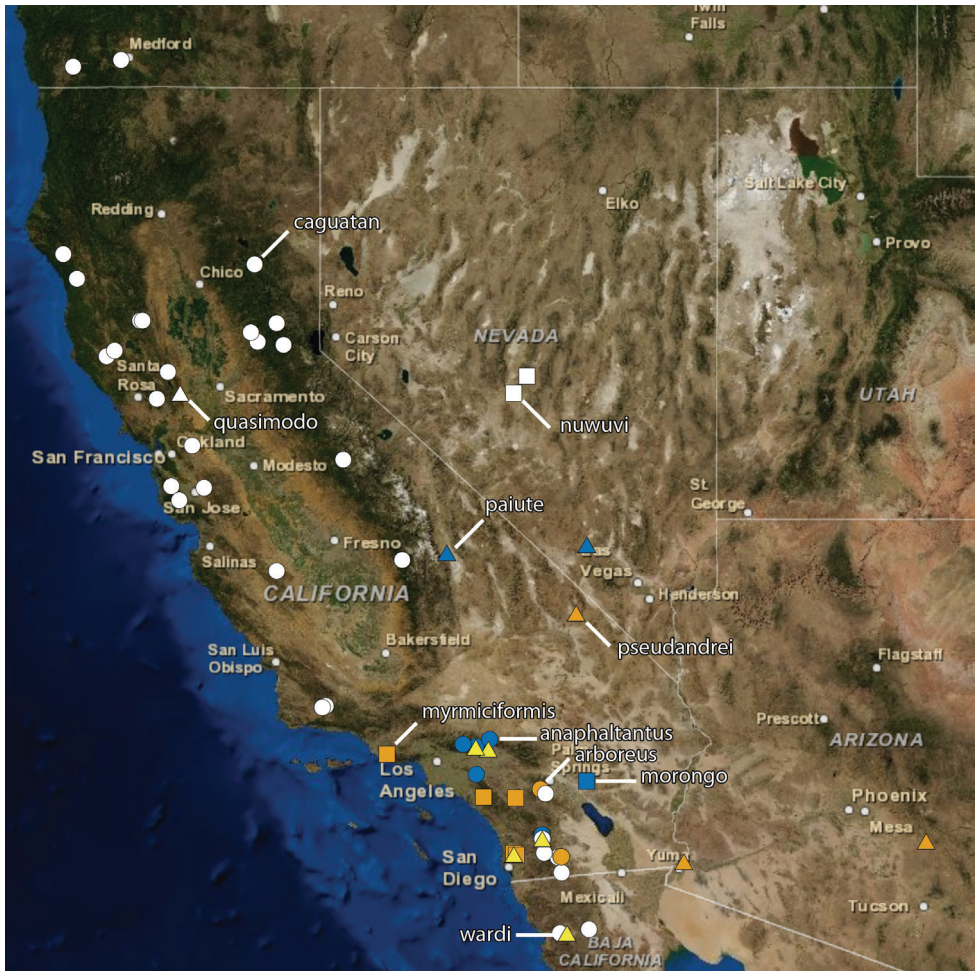 Twin
Falls
Medford
Salt Lake City
Elko
Redding
caguatan
Provo
Chico
Reno
NEVADA
Carson
City
Santa
Rosa
Sacramento
UTAH
quasimodo
nuwuvi
Oakland
San Francisco
Modesto
St.
George
San Jose
paiute
Salinas
Fresno
Las
Vegas
CALIFORNIA
Henderson
Bakersfield
pseudandrei
San Luis
Obispo
Flagstaff
myrmiciformis
Prescott
anaphaltantus
ARIZONA
Palm
Springs
arboreus
Los
Angeles
morongo
Phoenix
Mesa
San
Diego
Yuma
Mexicali
Tucson
wardi
BAJA
CALIFORNIA